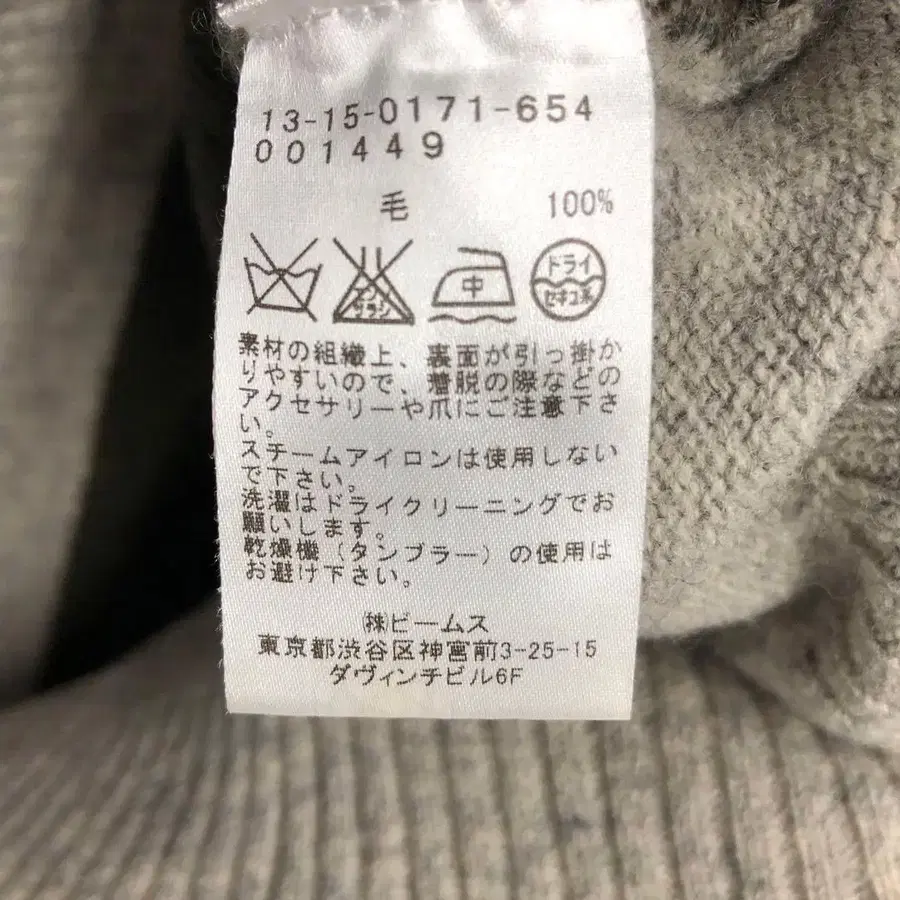 13-15-0171-654
001449
毛 100%
エンソサラシ
中
ドライ
セキユ系
素材の組織上、裏面が引っ掛か
りやすいので、着脱の際などの
アクセサリーや爪にご注意下さ
い。
スチームアイロンは使用しない
で下さい。
洗濯はドライクリーニングでお
願いします。
乾燥機（タンブラー）の使用は
お避け下さい。
㈱ビームス
東京都渋谷区神宮前3-25-15
ダヴィンチビル6F